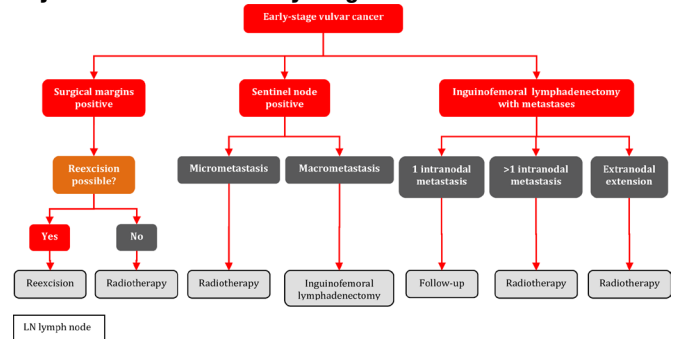 Early-stage vulvar cancer
Surgical margins
positive
Sentinel node
positive
Inguinofemoral lymphadenectomy
with metastases
Reexcision
possible?
Micrometastasis
Macrometastasis
1 intranodal
metastasis
>1 intranodal
metastasis
Extranodal
extension
Yes
No
Reexcision
Radiotherapy
Radiotherapy
Inguinofemoral
lymphadenectomy
Follow-up
Radiotherapy
Radiotherapy
LN lymph node